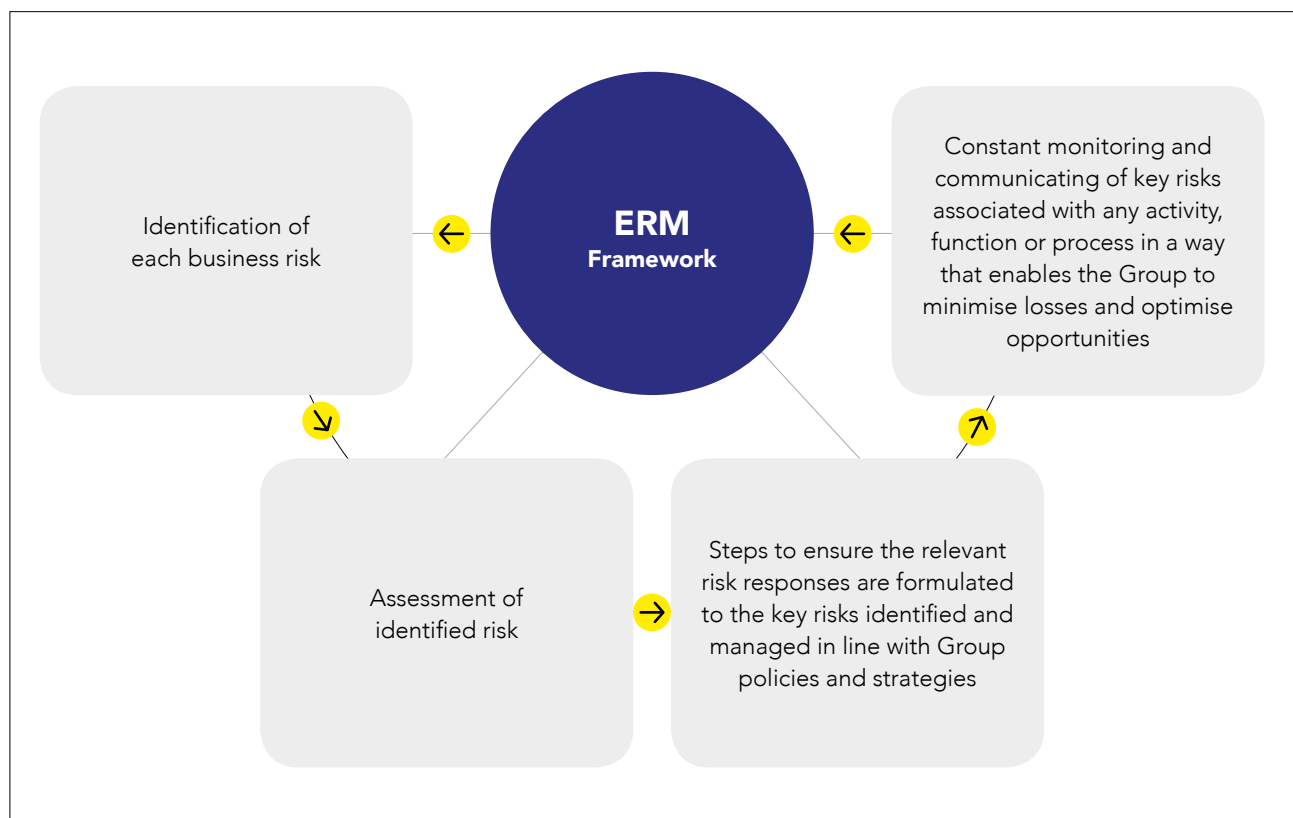 ERM
Framework
Identification of
each business risk
Assessment of
identified risk
Steps to ensure the relevant
risk responses are formulated
to the key risks identified and
managed in line with Group
policies and strategies
Constant monitoring and
communicating of key risks
associated with any activity,
function or process in a way
that enables the Group to
minimise losses and optimise
opportunities